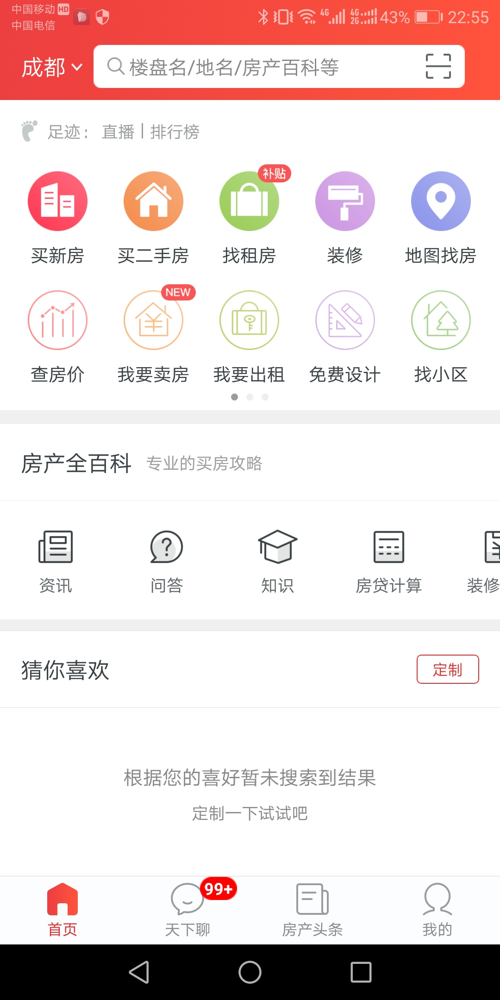 中国移动 HD
中国电信
4G 4G 2G 43% 22:55
成都 楼盘名/地名/房产百科等
足迹： 直播 | 排行榜
补贴
买新房 买二手房 找租房 装修 地图找房
NEW
查房价 我要卖房 我要出租 免费设计 找小区
房产全百科 专业的买房攻略
资讯 问答 知识 房贷计算 装修
猜你喜欢 定制
根据您的喜好暂未搜索到结果
定制一下试试吧
99+
首页 天下聊 房产头条 我的